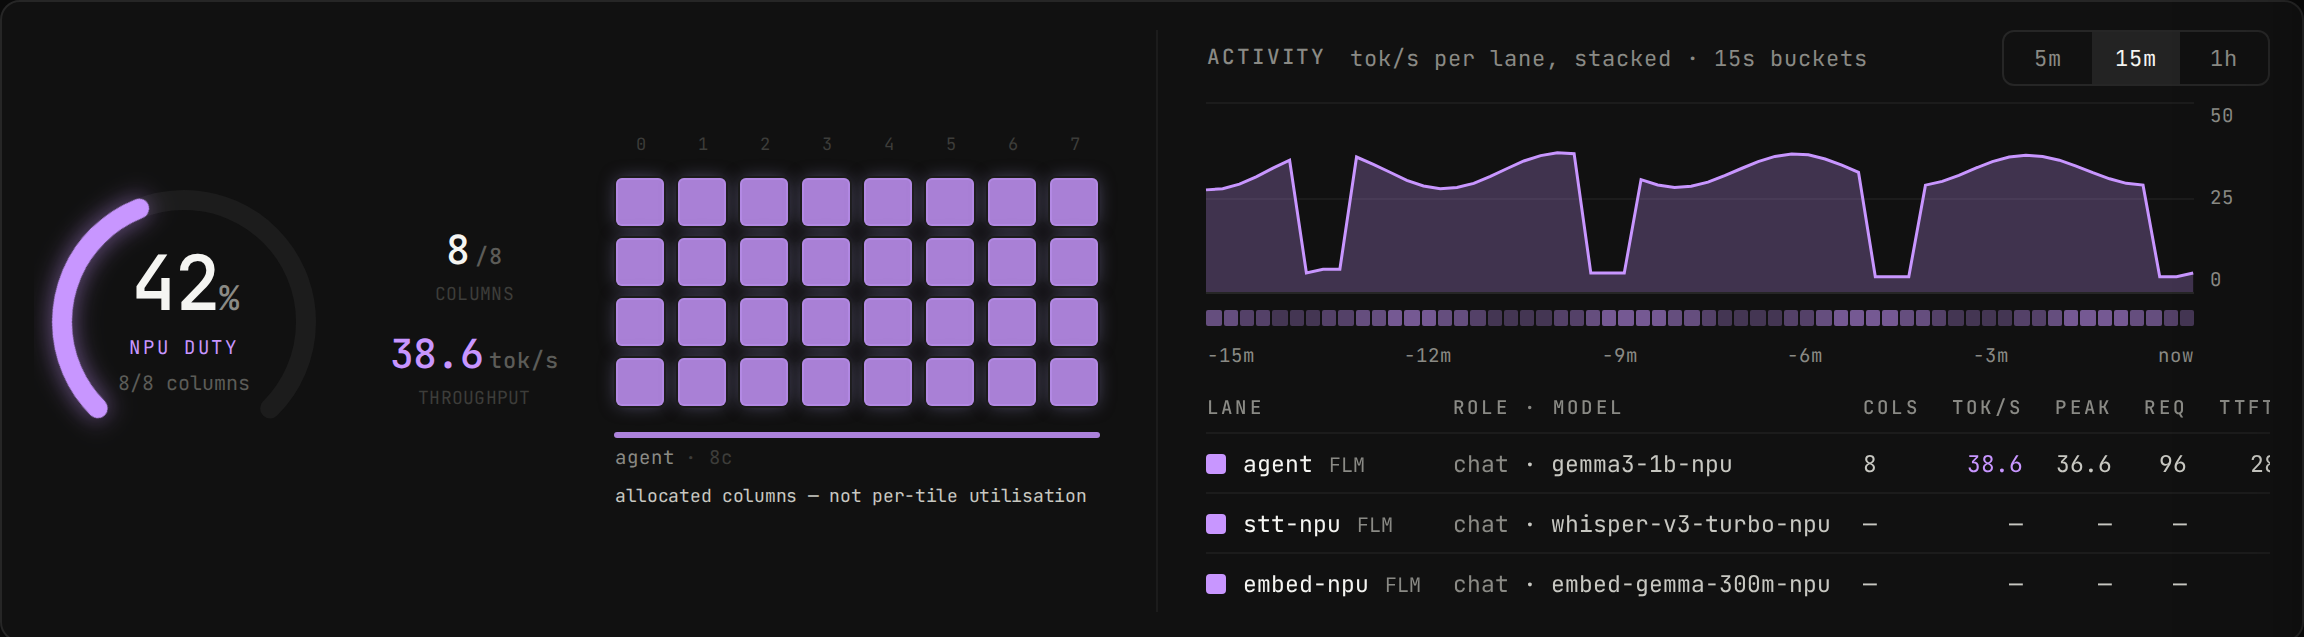 42%
NPU DUTY
8/8 columns
8/8
COLUMNS
38.6 tok/s
THROUGHPUT
0 1 2 3 4 5 6 7
agent · 8c
allocated columns — not per-tile utilisation
ACTIVITY tok/s per lane, stacked · 15s buckets
5m 15m 1h
50
25
0
-15m -12m -9m -6m -3m now
LANE ROLE · MODEL COLS TOK/S PEAK REQ TTFT
agent FLM chat · gemma3-1b-npu 8 38.6 36.6 96
stt-npu FLM chat · whisper-v3-turbo-npu — — — —
embed-npu FLM chat · embed-gemma-300m-npu — — — —